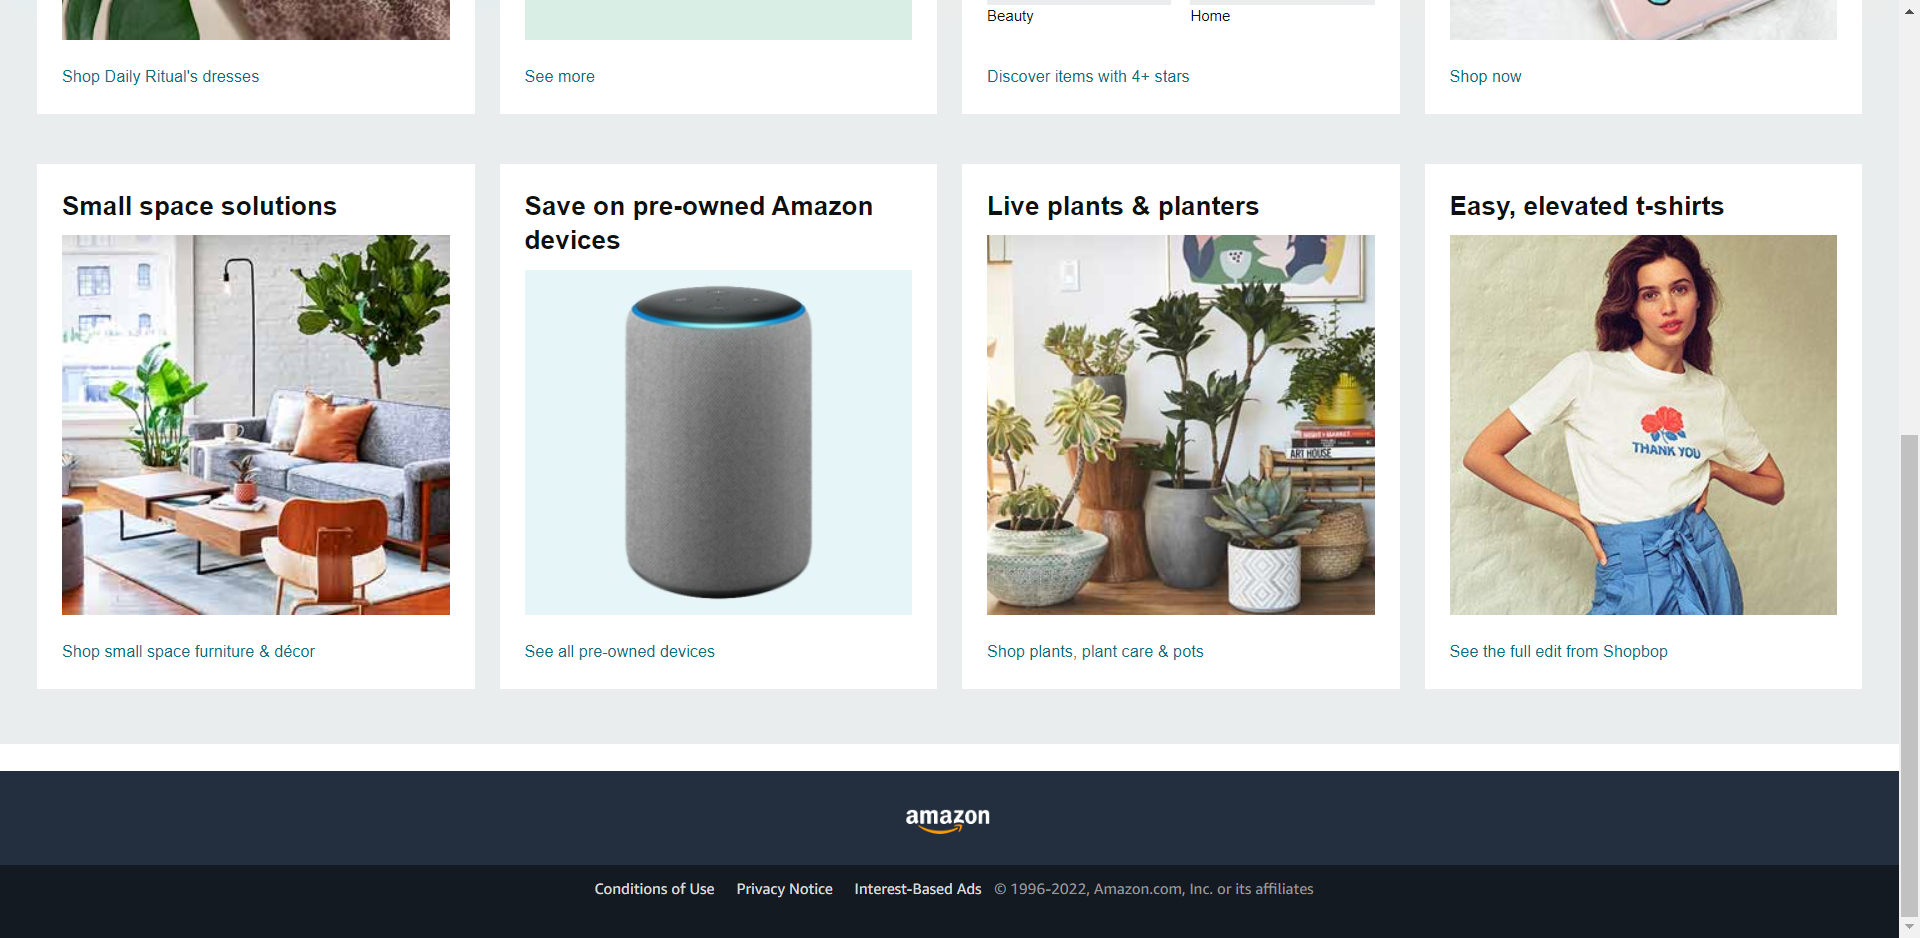 Beauty
Home
Shop Daily Ritual's dresses
See more
Discover items with 4+ stars
Shop now
Small space solutions
Save on pre-owned Amazon
devices
Live plants & planters
Easy, elevated t-shirts
NIGHT+MARKET
ART HOUSE
THANK YOU
Shop small space furniture & décor
See all pre-owned devices
Shop plants, plant care & pots
See the full edit from Shopbop
amazon
Conditions of Use Privacy Notice Interest-Based Ads © 1996-2022, Amazon.com, Inc. or its affiliates